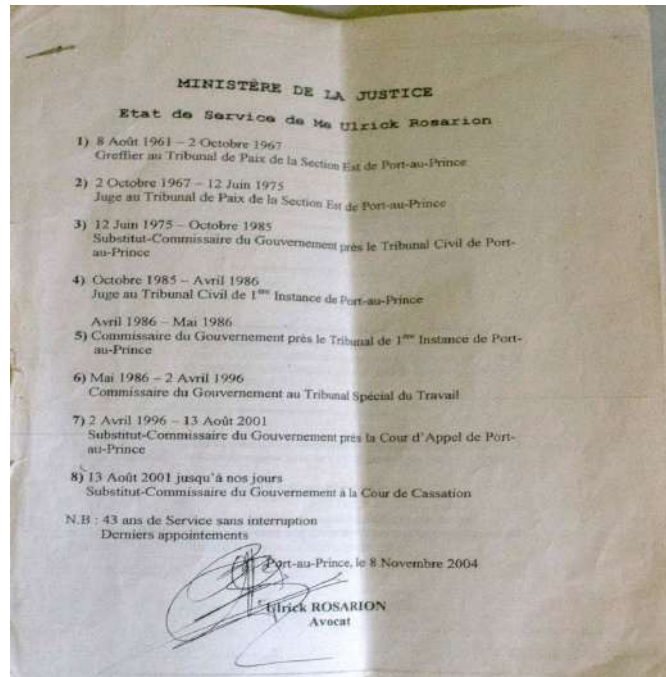 MINISTÈRE DE LA JUSTICE
Etat de Service de Me Ulrick Rosarion
1) 8 Août 1961 – 2 Octobre 1967
Greffier au Tribunal de Paix de la Section Est de Port-au-Prince
2) 2 Octobre 1967 – 12 Juin 1975
Juge au Tribunal de Paix de la Section Est de Port-au-Prince
3) 12 Juin 1975 – Octobre 1985
Substitut-Commissaire du Gouvernement près le Tribunal Civil de Port-
au-Prince
4) Octobre 1985 – Avril 1986
Juge au Tribunal Civil de 1ère Instance de Port-au-Prince
Avril 1986 – Mai 1986
5) Commissaire du Gouvernement près le Tribunal de 1ère Instance de Port-
au-Prince
6) Mai 1986 – 2 Avril 1996
Commissaire du Gouvernement au Tribunal Spécial du Travail
7) 2 Avril 1996 – 13 Août 2001
Substitut-Commissaire du Gouvernement près la Cour d'Appel de Port-
au-Prince
8) 13 Août 2001 jusqu'à nos jours
Substitut-Commissaire du Gouvernement à la Cour de Cassation
N.B : 43 ans de Service sans interruption
Derniers appointements
Port-au-Prince, le 8 Novembre 2004
Ulrick ROSARION
Avocat